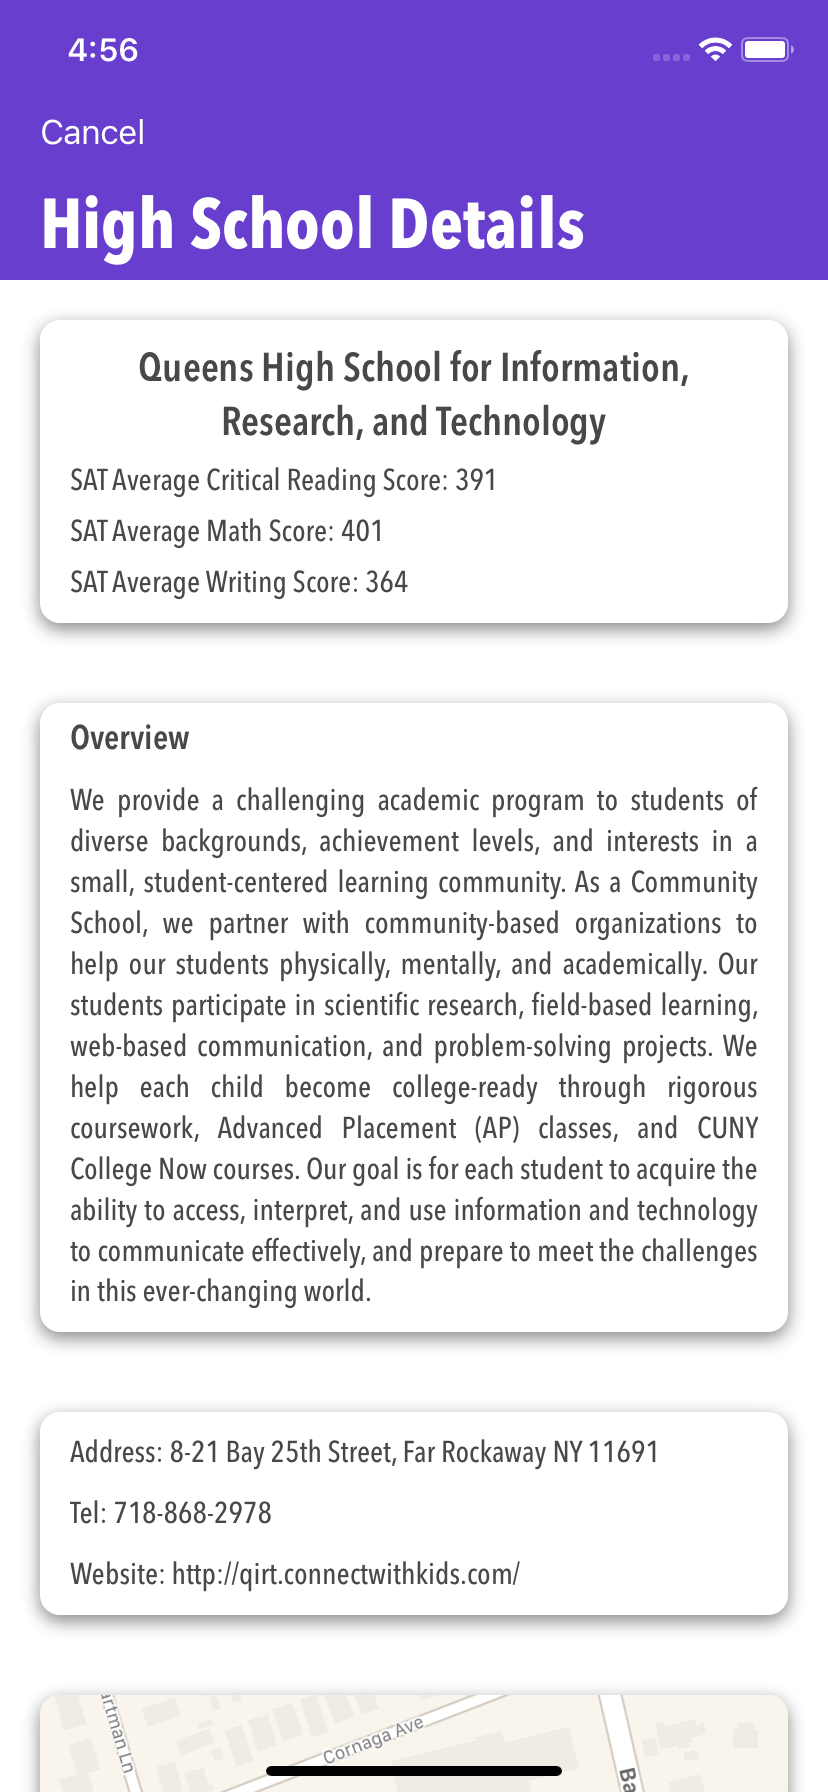 4:56
Cancel
High School Details
Queens High School for Information,
Research, and Technology
SAT Average Critical Reading Score: 391
SAT Average Math Score: 401
SAT Average Writing Score: 364
Overview
We provide a challenging academic program to students of
diverse backgrounds, achievement levels, and interests in a
small, student-centered learning community. As a Community
School, we partner with community-based organizations to
help our students physically, mentally, and academically. Our
students participate in scientific research, field-based learning,
web-based communication, and problem-solving projects. We
help each child become college-ready through rigorous
coursework, Advanced Placement (AP) classes, and CUNY
College Now courses. Our goal is for each student to acquire the
ability to access, interpret, and use information and technology
to communicate effectively, and prepare to meet the challenges
in this ever-changing world.
Address: 8-21 Bay 25th Street, Far Rockaway NY 11691
Tel: 718-868-2978
Website: http://qirt.connectwithkids.com/
artman Ln
Cornaga Ave
Ba